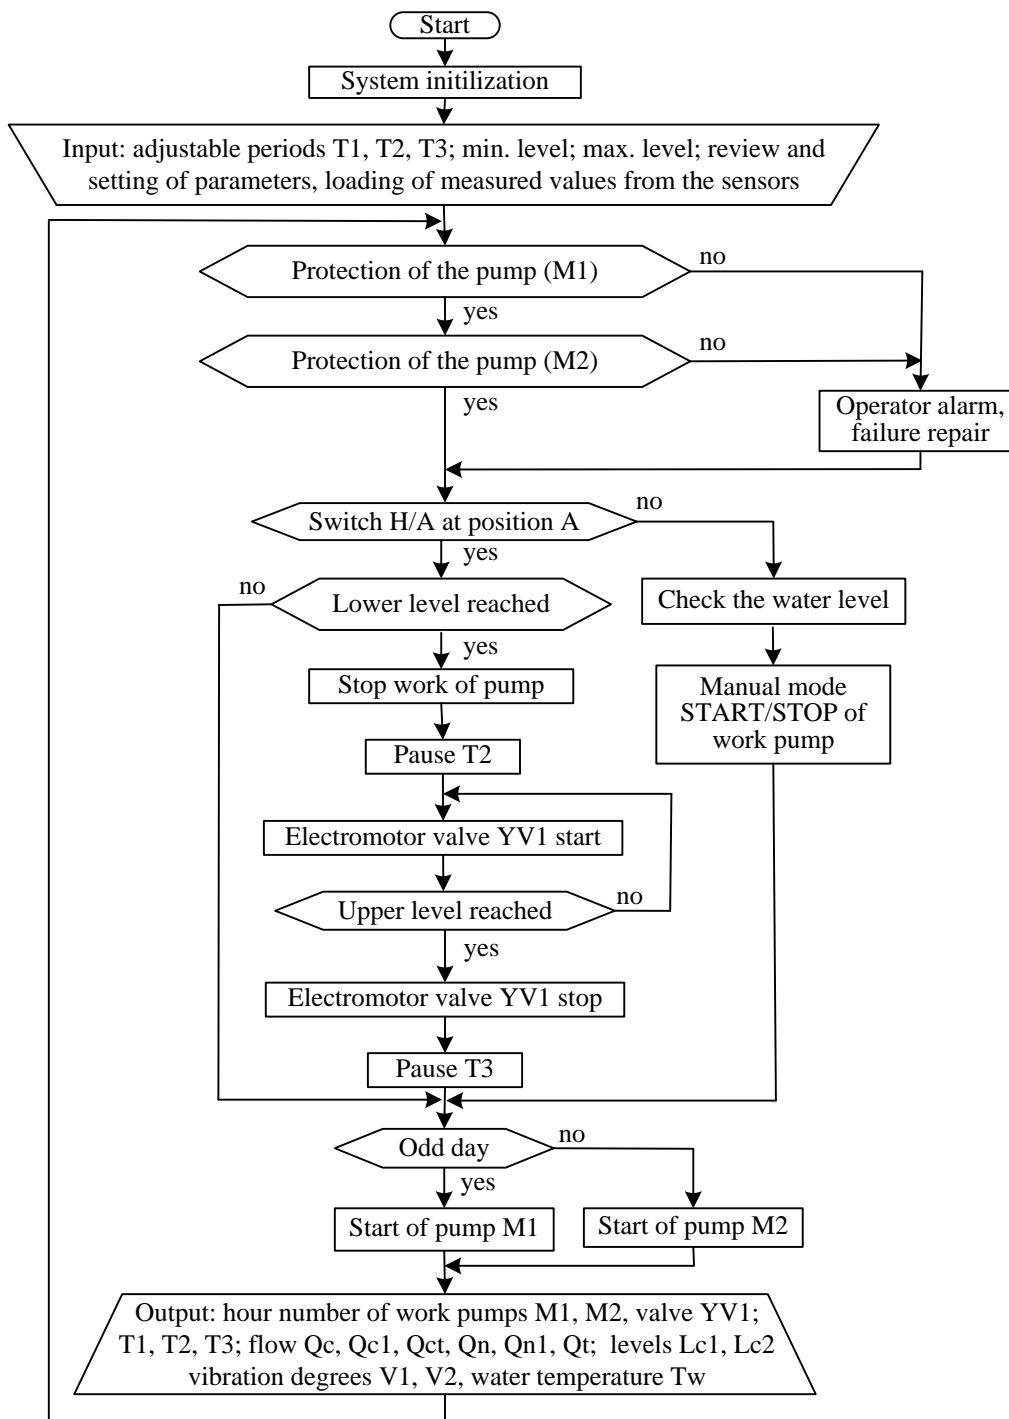 Start
System initilization
Input: adjustable periods T1, T2, T3; min. level; max. level; review and
setting of parameters, loading of measured values from the sensors
Protection of the pump (M1)
no
yes
Protection of the pump (M2)
no
yes
Operator alarm,
failure repair
Switch H/A at position A
no
yes
no
Lower level reached
Check the water level
yes
Stop work of pump
Manual mode
START/STOP of
work pump
Pause T2
Electromotor valve YV1 start
Upper level reached
no
yes
Electromotor valve YV1 stop
Pause T3
Odd day
no
yes
Start of pump M1
Start of pump M2
Output: hour number of work pumps M1, M2, valve YV1;
T1, T2, T3; flow Qc, Qc1, Qct, Qn, Qn1, Qt; levels Lc1, Lc2
vibration degrees V1, V2, water temperature Tw